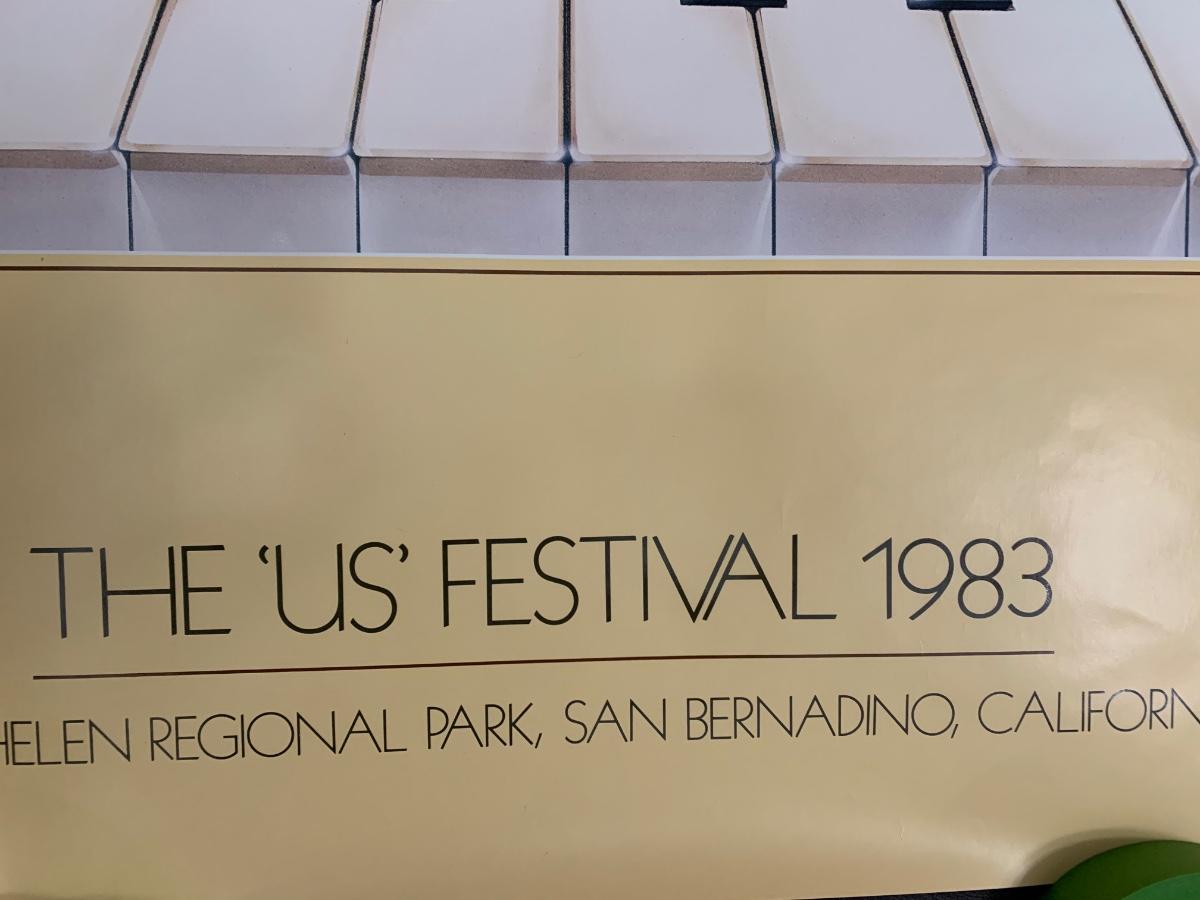 THE ‘US’ FESTIVAL 1983
HELEN REGIONAL PARK, SAN BERNADINO, CALIFORN